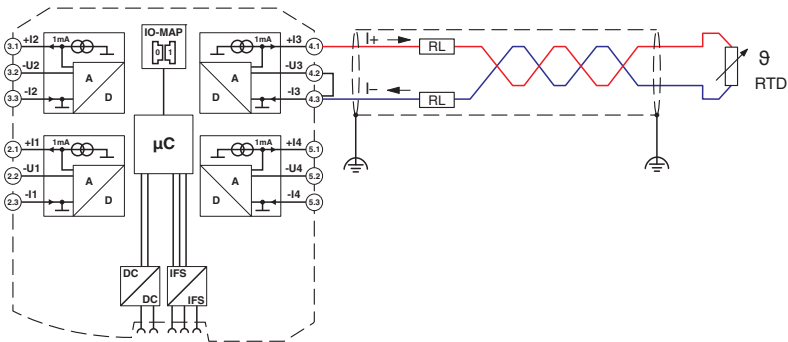 3.1 +I2 1mA
3.2 -U2 A
3.3 -I2 D
IO-MAP
0 1
1mA +I3 4.1
A -U3 4.2
D -I3 4.3
I+ RL
I– RL
ϑ
RTD
µC
2.1 +I1 1mA
2.2 -U1 A
2.3 -I1 D
1mA +I4 5.1
A -U4 5.2
D -I4 5.3
DC IFS
DC IFS